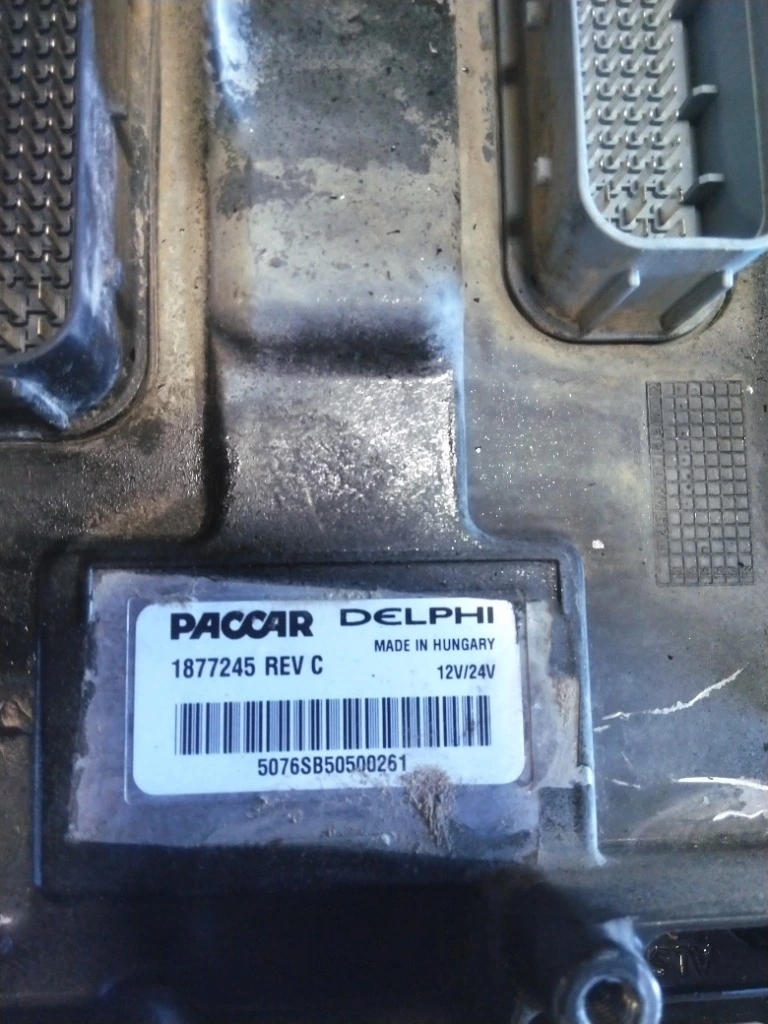 PACCAR DELPHI
MADE IN HUNGARY
1877245 REV C 12V/24V
5076SB50500261